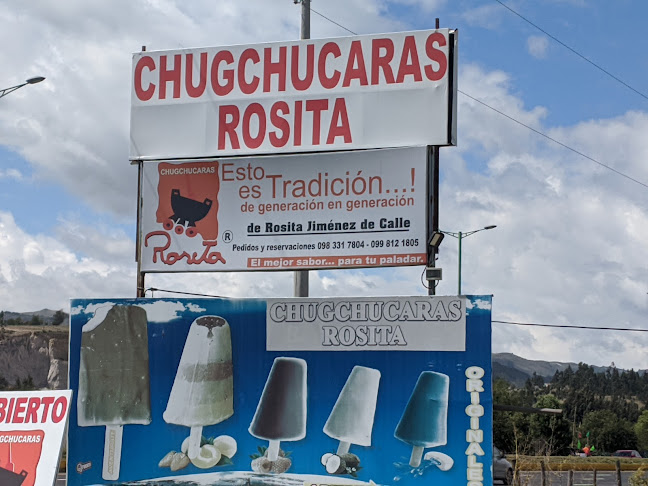 CHUGCHUCARAS
ROSITA
CHUGCHUCARAS
Rosita
®
Esto
es Tradición...!
de generación en generación
de Rosita Jiménez de Calle
Pedidos y reservaciones 098 331 7804 - 099 812 1805
El mejor sabor... para tu paladar.
CHUGCHUCARAS
ROSITA
ORIGINALES
BIERTO
CHUGCHUCARAS